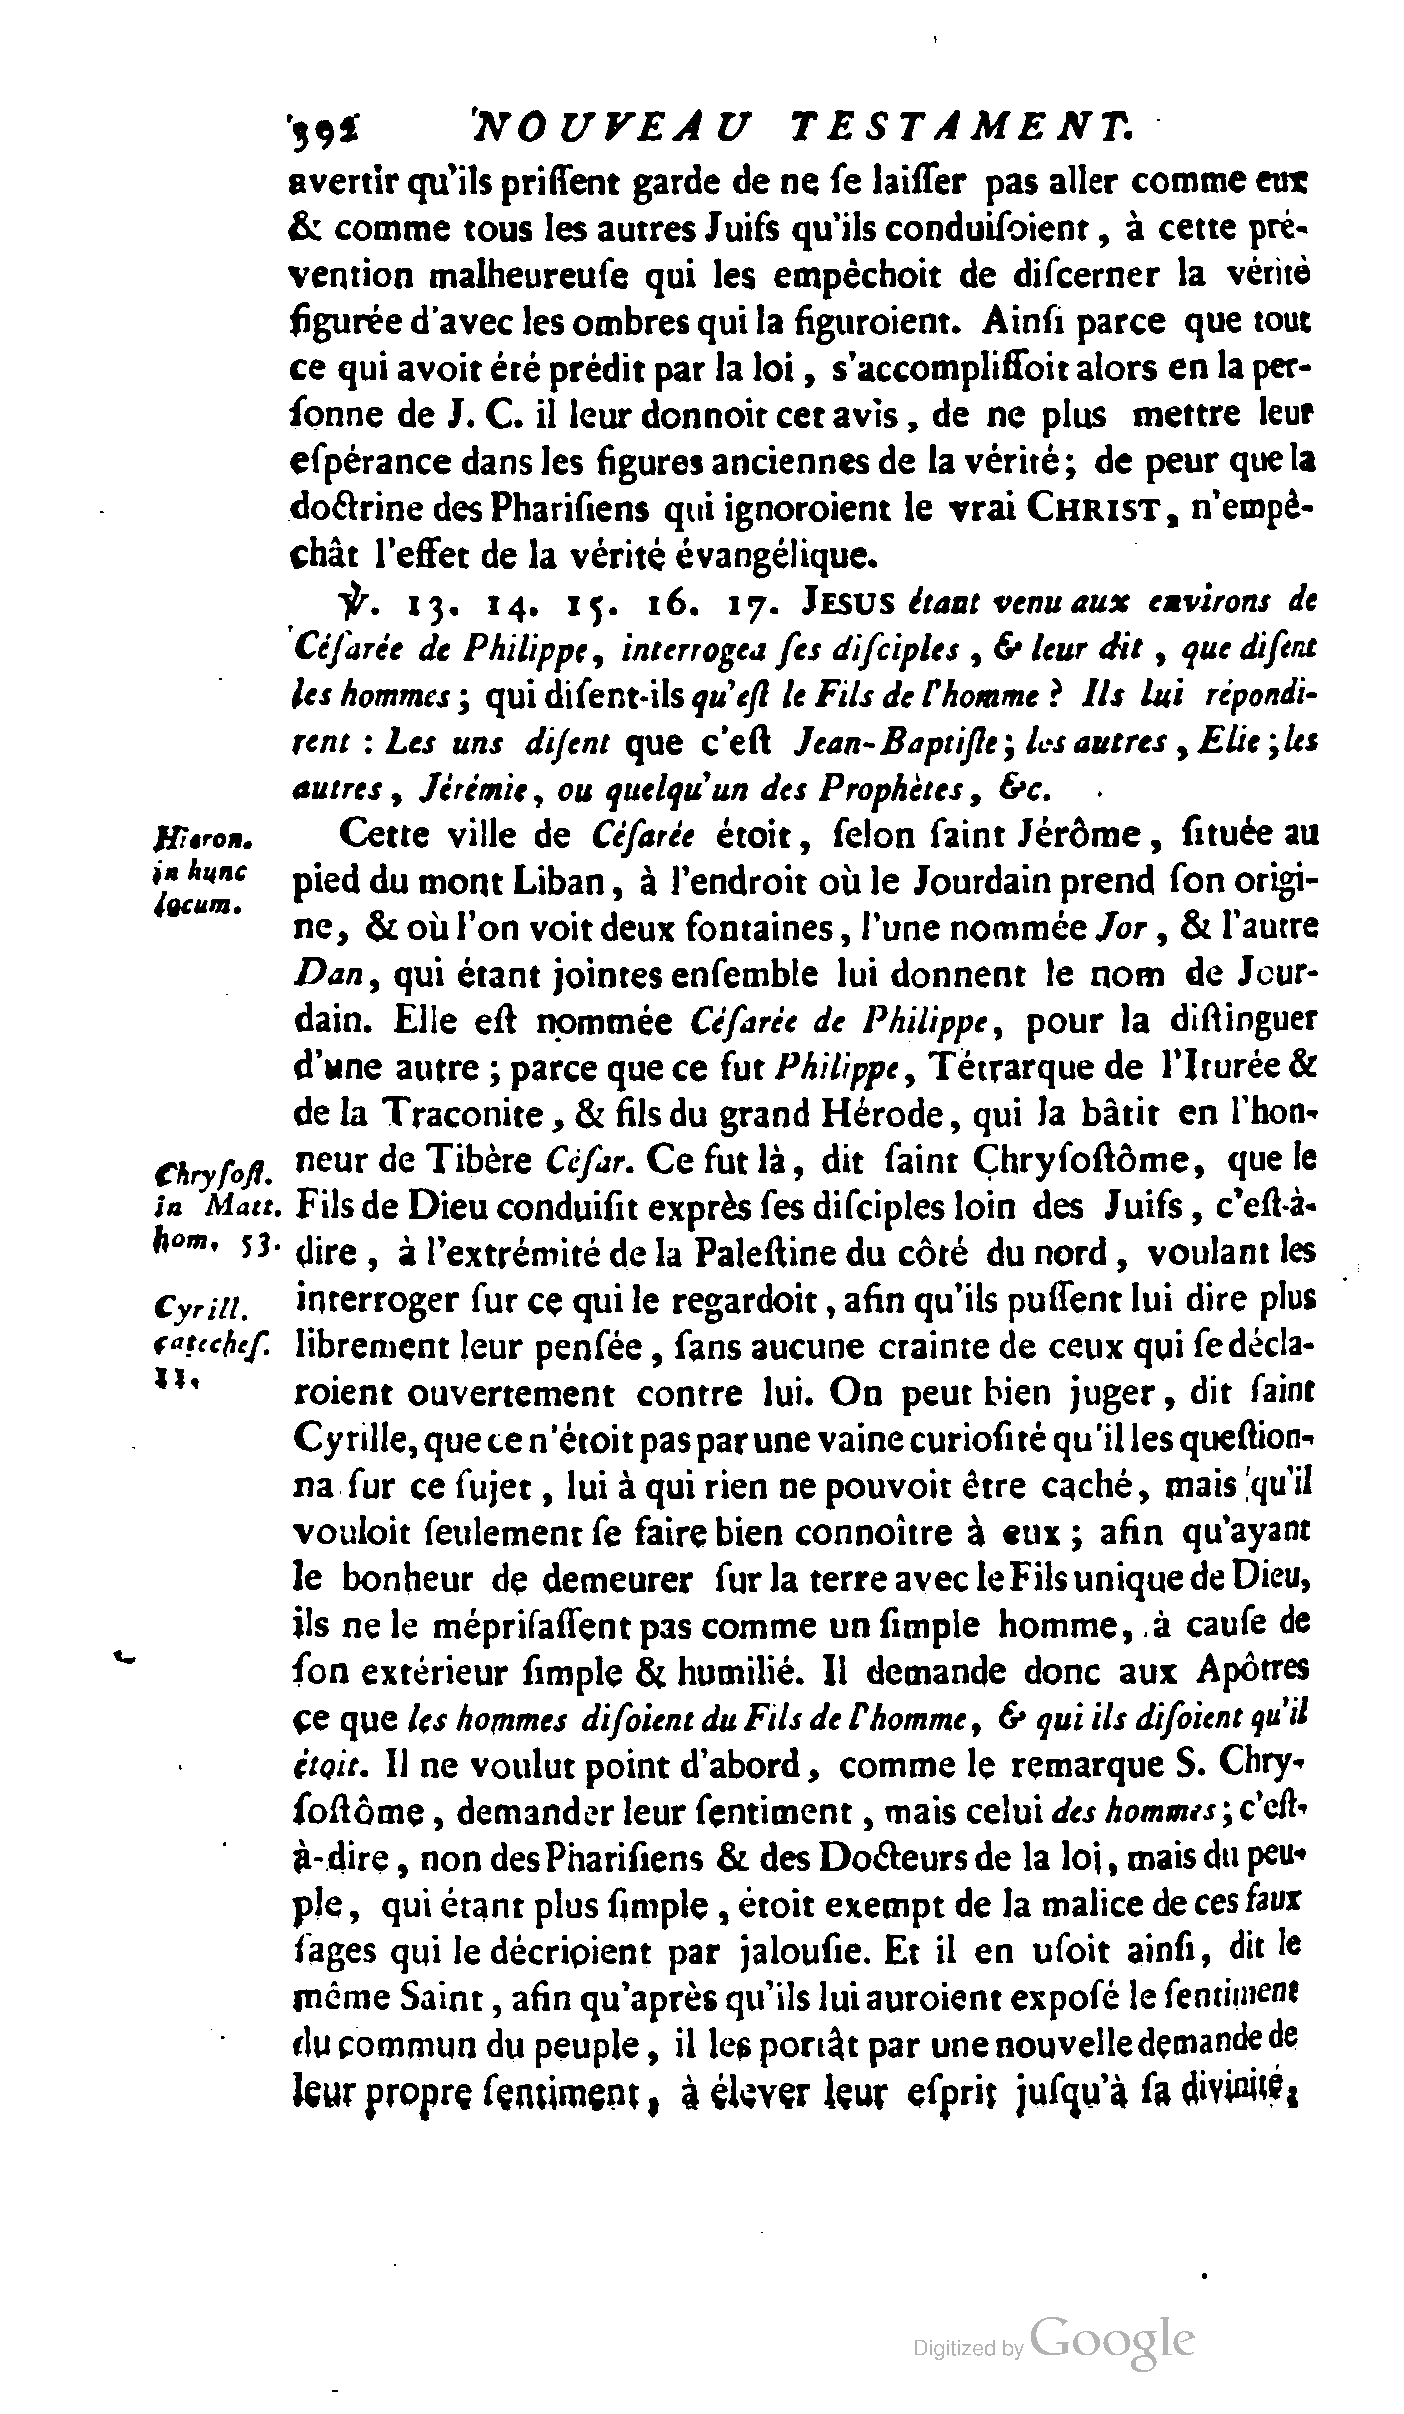 392 NOUVEAU TESTAMENT.
avertir qu'ils priſſent garde de ne ſe laiſſer pas aller comme eux
& comme tous les autres Juifs qu'ils conduiſoient, à cette pré-
vention malheureuſe qui les empêchoit de diſcerner la vérité
figurée d'avec les ombres qui la figuroient. Ainſi parce que tout
ce qui avoit été prédit par la loi, s'accompliſſoit alors en la per-
ſonne de J. C. il leur donnoit cet avis, de ne plus mettre leur
eſpérance dans les figures anciennes de la vérité; de peur que la
doctrine des Phariſiens qui ignoroient le vrai CHRIST, n'empê-
chât l'effet de la vérité évangélique.
℣. 13. 14. 15. 16. 17. JESUS étant venu aux environs de
Céſarée de Philippe, interrogea ſes diſciples, & leur dit, que diſent
les hommes; qui diſent-ils qu'eſt le Fils de l'homme? Ils lui répondi-
rent : Les uns diſent que c'eſt Jean-Baptiſte; les autres, Elie; les
autres, Jérémie, ou quelqu'un des Prophètes, &c.
Hieron.
in hunc
locum.
Cette ville de Céſarée étoit, ſelon ſaint Jérôme, ſituée au
pied du mont Liban, à l'endroit où le Jourdain prend ſon origi-
ne, & où l'on voit deux fontaines, l'une nommée Jor, & l'autre
Dan, qui étant jointes enſemble lui donnent le nom de Jour-
dain. Elle eſt nommée Céſarée de Philippe, pour la diſtinguer
d'une autre; parce que ce fut Philippe, Tétrarque de l'Iturée &
de la Traconite, & fils du grand Hérode, qui la bâtit en l'hon-
neur de Tibère Céſar. Ce fut là, dit ſaint Chryſoſtôme, que le
Chryſoſt.
in Matt.
hom. 53.
Fils de Dieu conduiſit exprès ſes diſciples loin des Juifs, c'eſt-à-
dire, à l'extrémité de la Paleſtine du côté du nord, voulant les
interroger ſur ce qui le regardoit, afin qu'ils puſſent lui dire plus
Cyrill.
catecheſ.
11.
librement leur penſée, ſans aucune crainte de ceux qui ſe décla-
roient ouvertement contre lui. On peut bien juger, dit ſaint
Cyrille, que ce n'étoit pas par une vaine curioſité qu'il les queſtion-
na ſur ce ſujet, lui à qui rien ne pouvoit être caché, mais qu'il
vouloit ſeulement ſe faire bien connoître à eux; afin qu'ayant
le bonheur de demeurer ſur la terre avec le Fils unique de Dieu,
ils ne le mépriſaſſent pas comme un ſimple homme, à cauſe de
ſon extérieur ſimple & humilié. Il demande donc aux Apôtres
ce que les hommes diſoient du Fils de l'homme, & qui ils diſoient qu'il
étoit. Il ne voulut point d'abord, comme le remarque S. Chry-
ſoſtôme, demander leur ſentiment, mais celui des hommes; c'eſt-
à-dire, non des Phariſiens & des Docteurs de la loi, mais du peu-
ple, qui étant plus ſimple, étoit exempt de la malice de ces faux
ſages qui le décrioient par jalouſie. Et il en uſoit ainſi, dit le
même Saint, afin qu'après qu'ils lui auroient expoſé le ſentiment
du commun du peuple, il les portât par une nouvelle demande de
leur propre ſentiment, à élever leur eſprit juſqu'à ſa divinité;
Digitized by Google